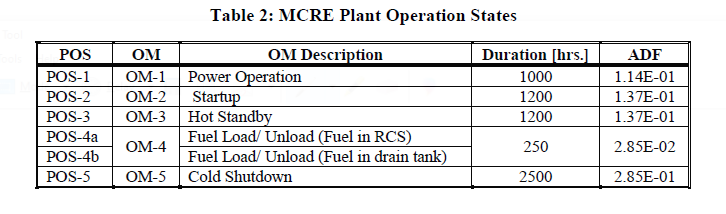 Table 2: MCRE Plant Operation States
POS OM OM Description Duration [hrs.] ADF
POS-1 OM-1 Power Operation 1000 1.14E-01
POS-2 OM-2 Startup 1200 1.37E-01
POS-3 OM-3 Hot Standby 1200 1.37E-01
POS-4a OM-4 Fuel Load/ Unload (Fuel in RCS) 250 2.85E-02
POS-4b Fuel Load/ Unload (Fuel in drain tank)
POS-5 OM-5 Cold Shutdown 2500 2.85E-01